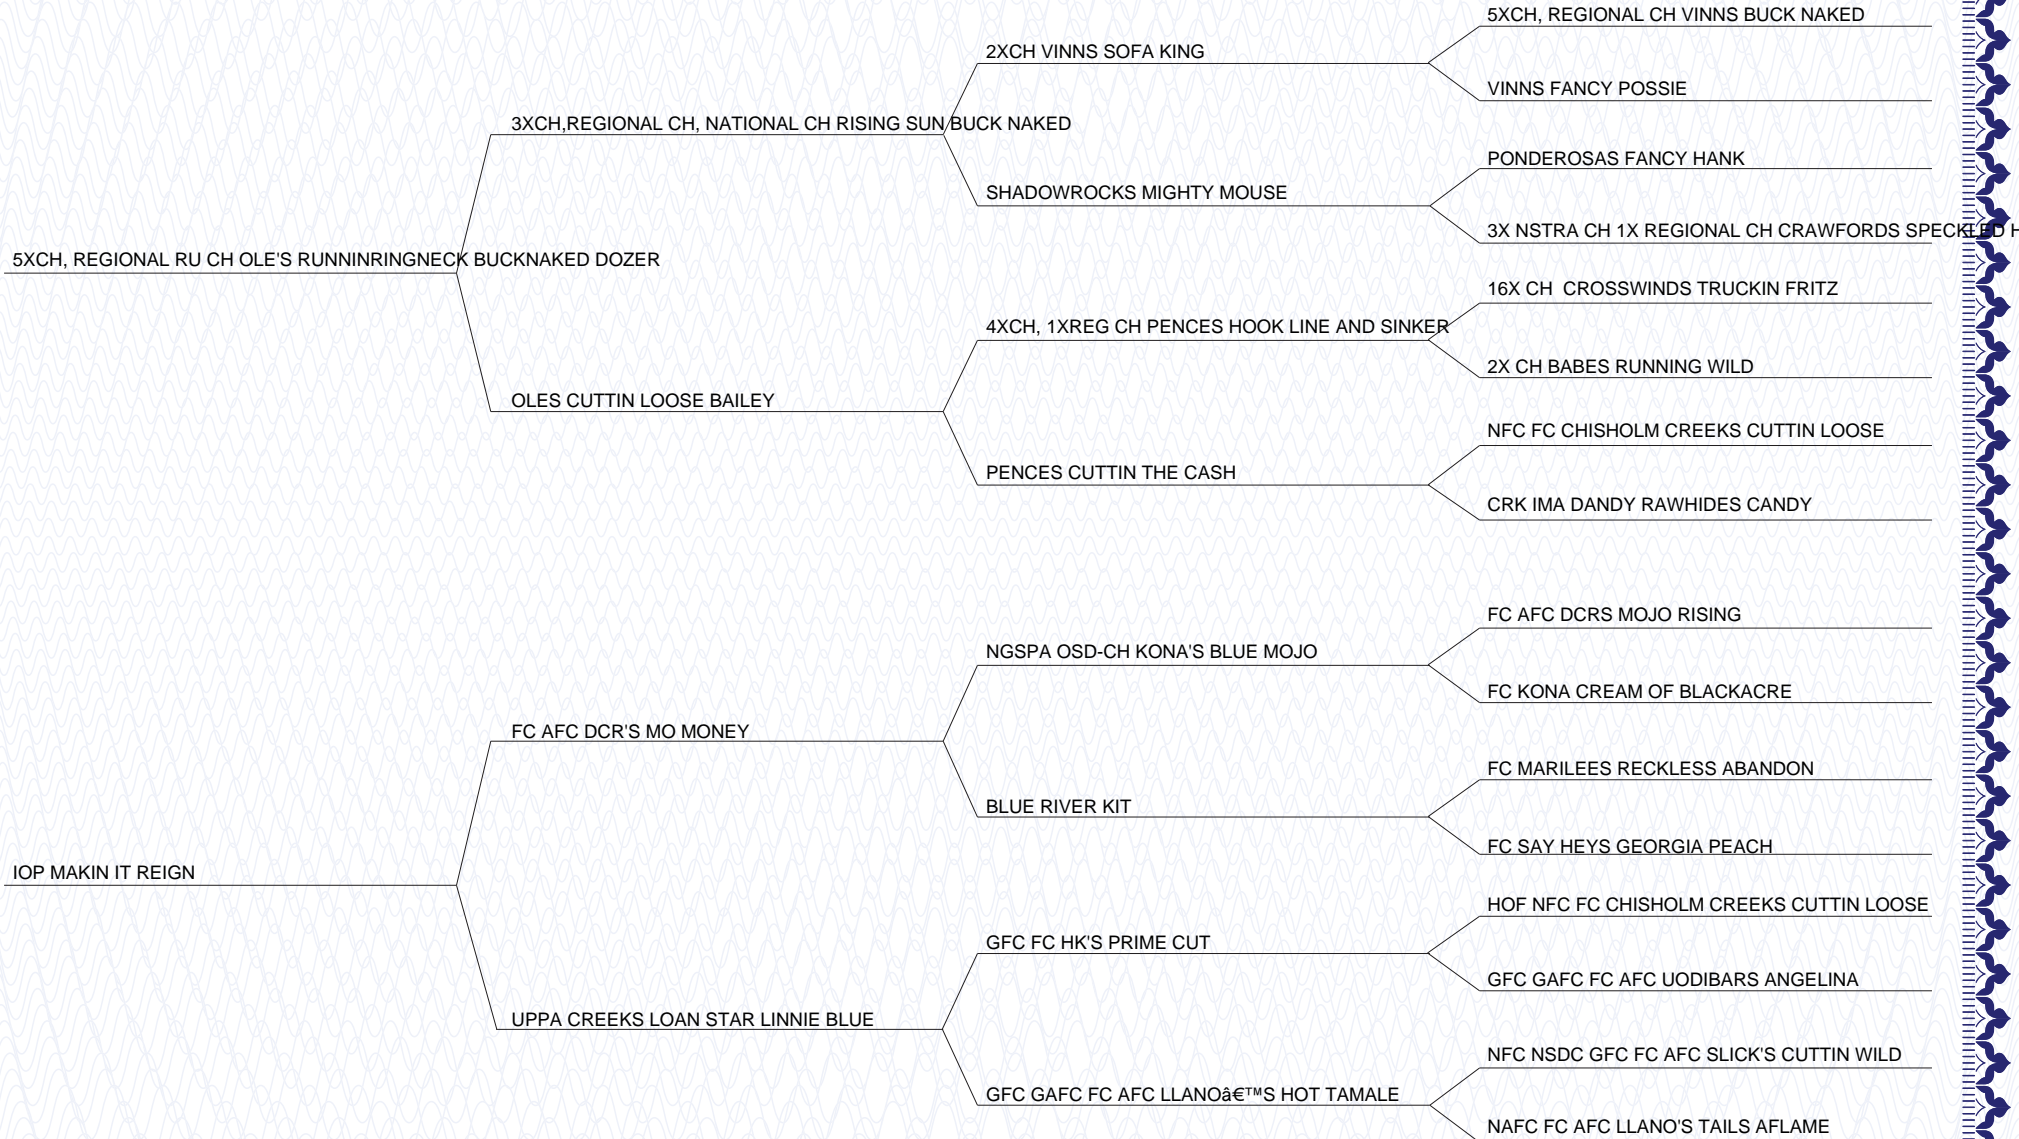 5XCH, REGIONAL CH VINNS BUCK NAKED
2XCH VINNS SOFA KING
VINNS FANCY POSSIE
3XCH,REGIONAL CH, NATIONAL CH RISING SUN BUCK NAKED
PONDEROSAS FANCY HANK
SHADOWROCKS MIGHTY MOUSE
3X NSTRA CH 1X REGIONAL CH CRAWFORDS SPECKLED H
5XCH, REGIONAL RU CH OLE'S RUNNINRINGNECK BUCKNAKED DOZER
16X CH  CROSSWINDS TRUCKIN FRITZ
4XCH, 1XREG CH PENCES HOOK LINE AND SINKER
2X CH BABES RUNNING WILD
OLES CUTTIN LOOSE BAILEY
NFC FC CHISHOLM CREEKS CUTTIN LOOSE
PENCES CUTTIN THE CASH
CRK IMA DANDY RAWHIDES CANDY
FC AFC DCRS MOJO RISING
NGSPA OSD-CH KONA'S BLUE MOJO
FC KONA CREAM OF BLACKACRE
FC AFC DCR'S MO MONEY
FC MARILEES RECKLESS ABANDON
BLUE RIVER KIT
FC SAY HEYS GEORGIA PEACH
IOP MAKIN IT REIGN
HOF NFC FC CHISHOLM CREEKS CUTTIN LOOSE
GFC FC HK'S PRIME CUT
GFC GAFC FC AFC UODIBARS ANGELINA
UPPA CREEKS LOAN STAR LINNIE BLUE
NFC NSDC GFC FC AFC SLICK'S CUTTIN WILD
GFC GAFC FC AFC LLANOâ€™S HOT TAMALE
NAFC FC AFC LLANO'S TAILS AFLAME